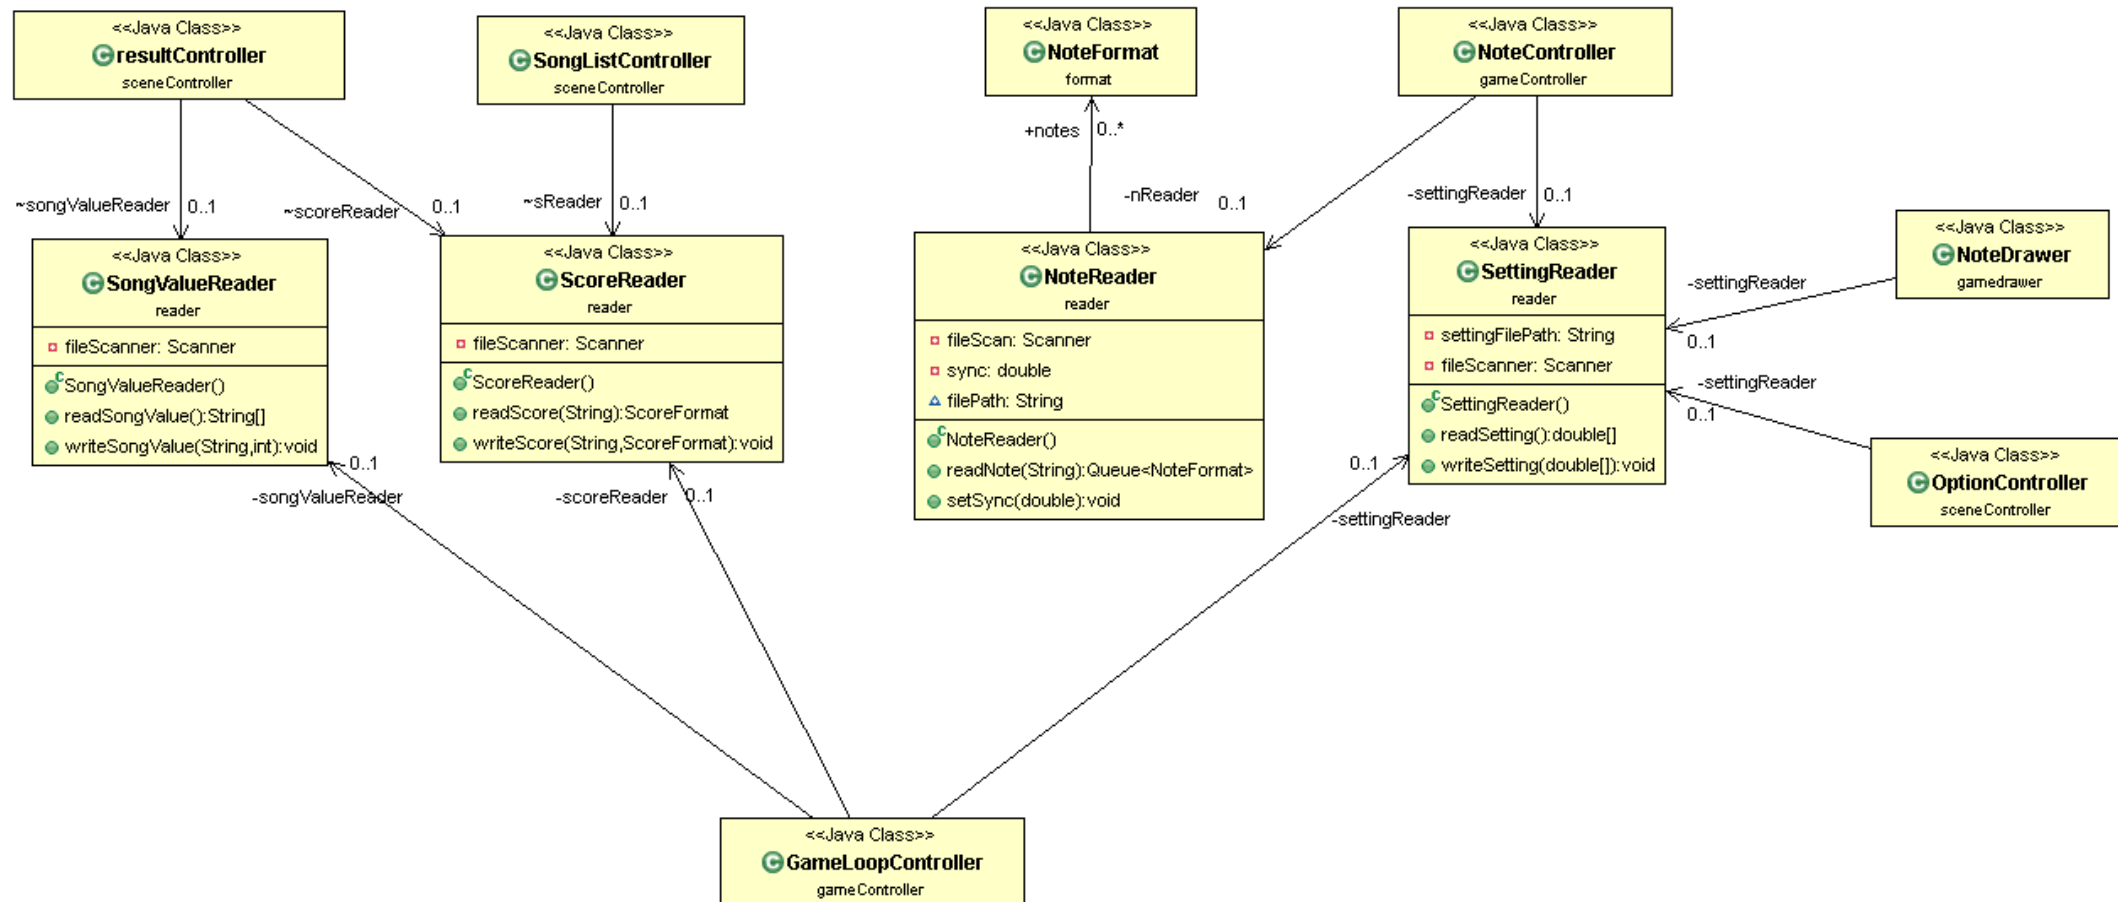 <<Java Class>>
resultController
sceneController
<<Java Class>>
SongListController
sceneController
<<Java Class>>
NoteFormat
format
<<Java Class>>
NoteController
gameController
+notes 0..*
~songValueReader 0..1
~scoreReader 0..1
~sReader 0..1
-nReader 0..1
-settingReader 0..1
<<Java Class>>
SongValueReader
reader
fileScanner: Scanner
SongValueReader()
readSongValue():String[]
writeSongValue(String,int):void
<<Java Class>>
ScoreReader
reader
fileScanner: Scanner
ScoreReader()
readScore(String):ScoreFormat
writeScore(String,ScoreFormat):void
<<Java Class>>
NoteReader
reader
fileScan: Scanner
sync: double
filePath: String
NoteReader()
readNote(String):Queue<NoteFormat>
setSync(double):void
<<Java Class>>
SettingReader
reader
settingFilePath: String
fileScanner: Scanner
SettingReader()
readSetting():double[]
writeSetting(double[]):void
<<Java Class>>
NoteDrawer
gamedrawer
-settingReader
0..1
-settingReader
0..1
<<Java Class>>
OptionController
sceneController
0..1
-songValueReader
-scoreReader 0..1
0..1
-settingReader
<<Java Class>>
GameLoopController
gameController